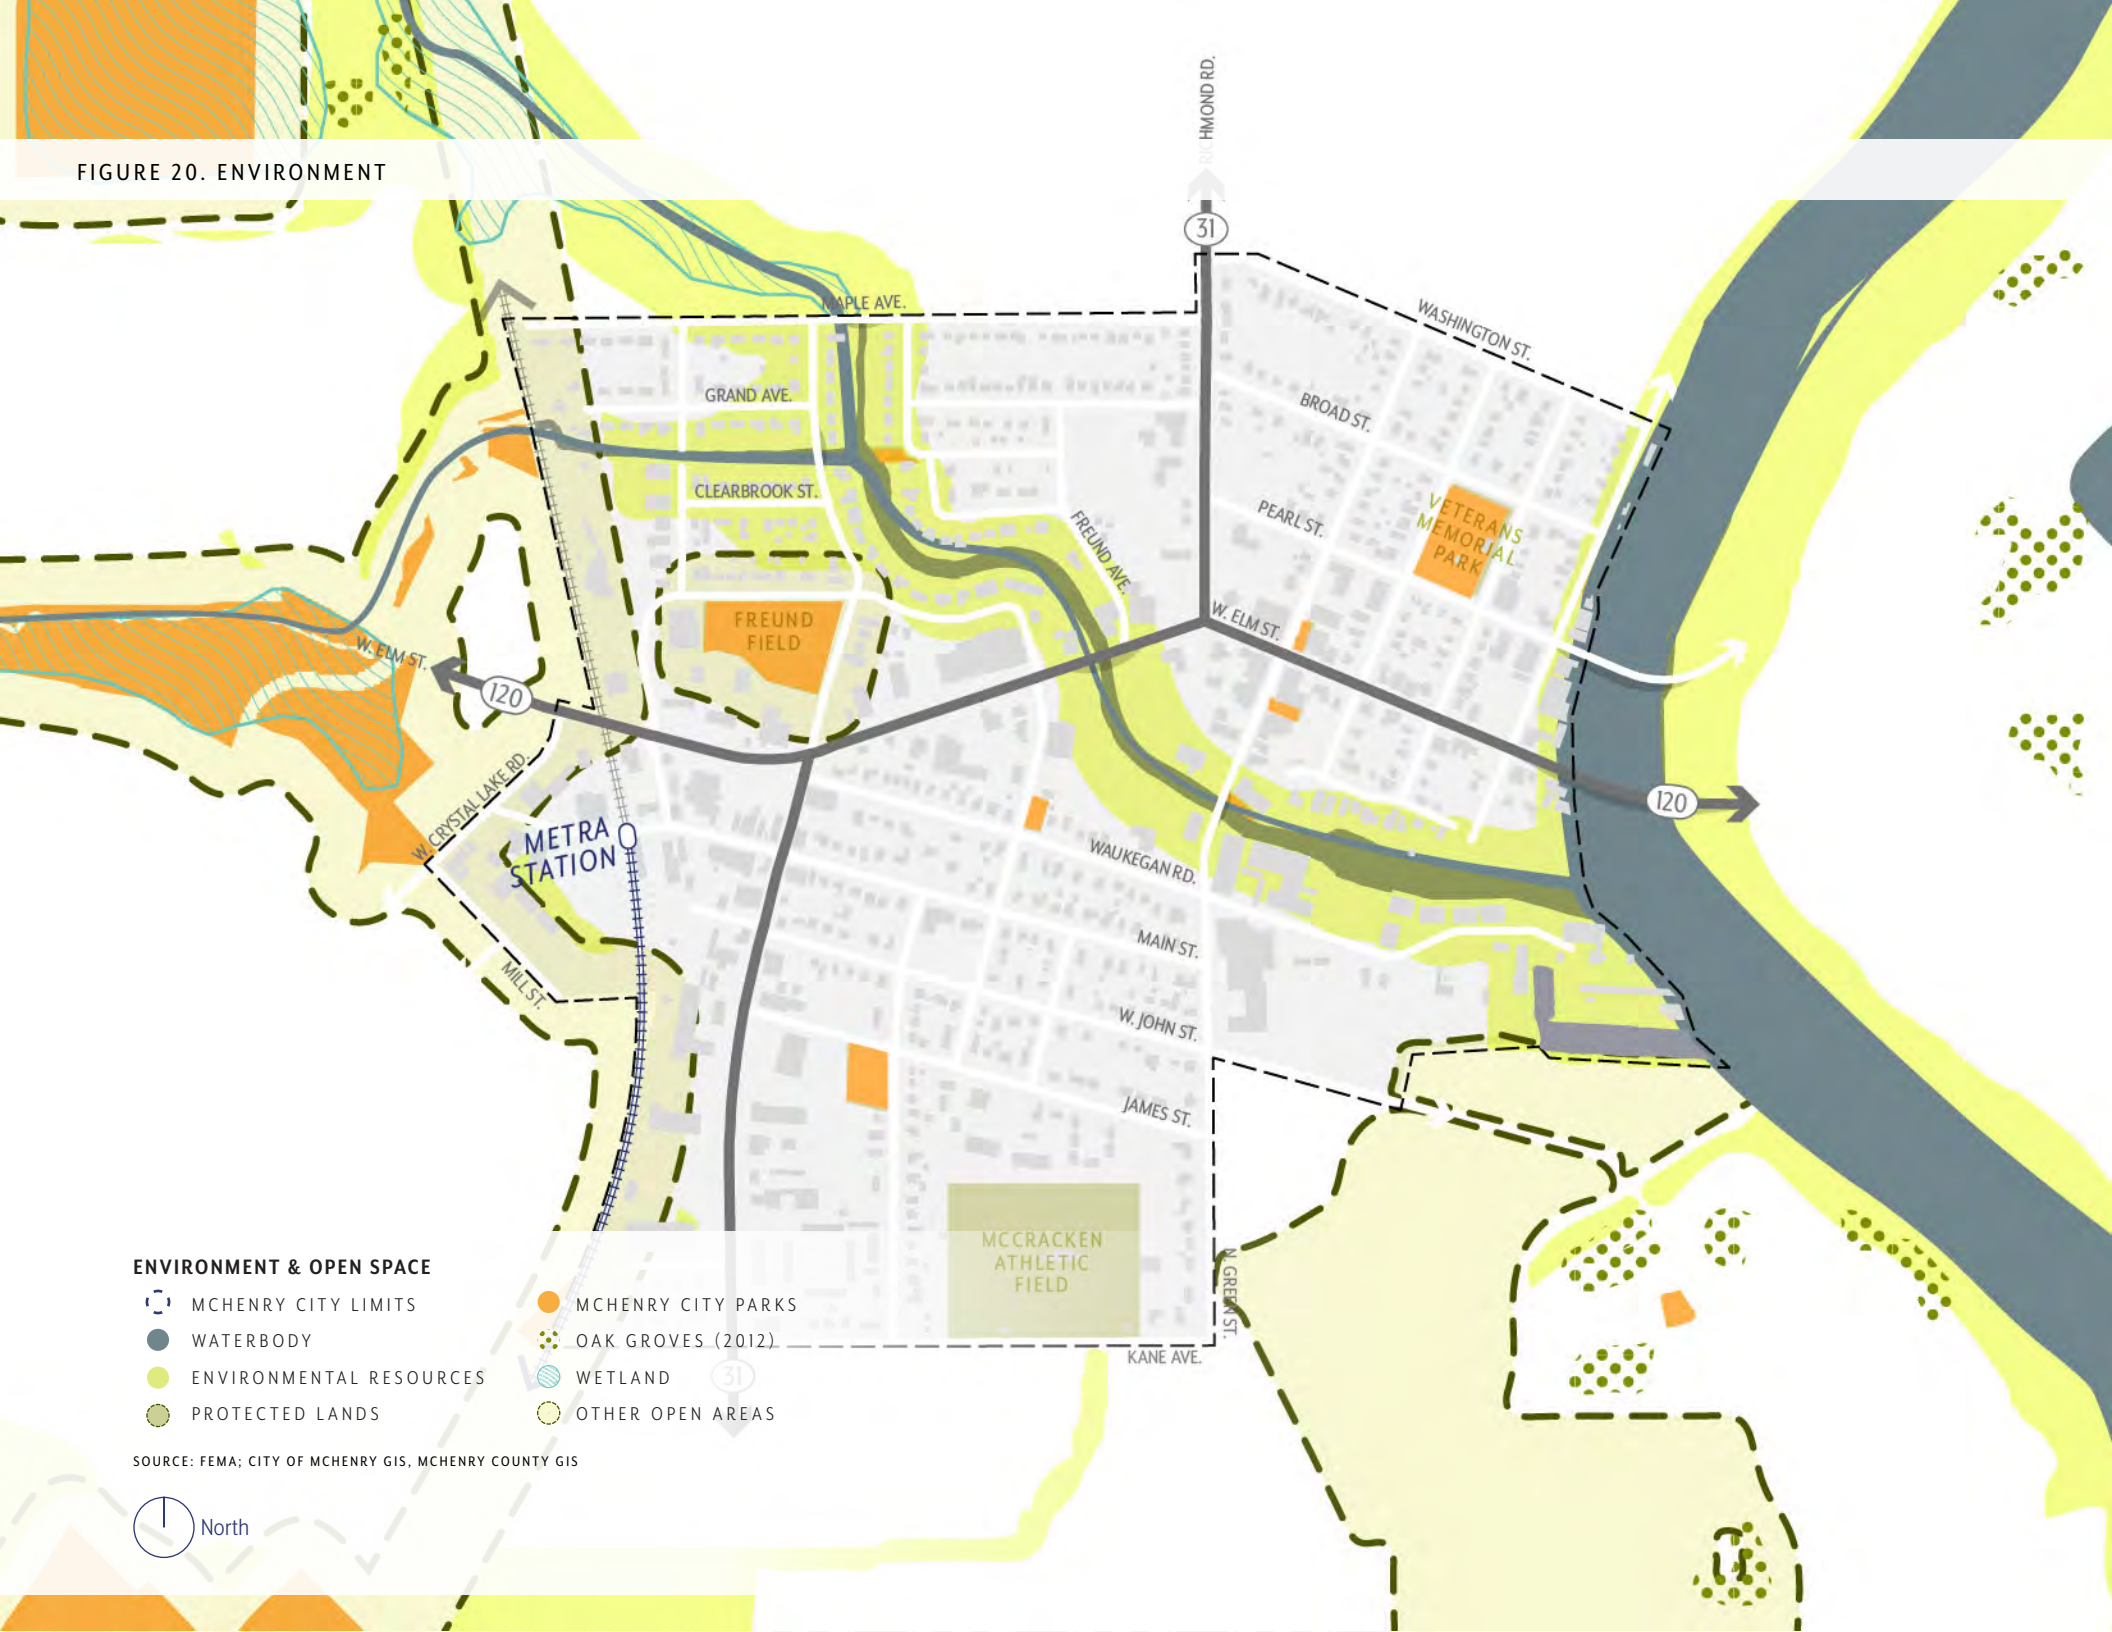 RICHMOND RD.
FIGURE 20. ENVIRONMENT
31
MAPLE AVE.
WASHINGTON ST.
GRAND AVE.
BROAD ST.
CLEARBROOK ST.
PEARL ST.
VETERANS
MEMORIAL
PARK
FREUND AVE.
FREUND
FIELD
W. ELM ST.
W. ELM ST.
120
120
W. CRYSTAL LAKE RD.
METRA
STATION
WAUKEGAN RD.
MAIN ST.
MILL ST.
W. JOHN ST.
JAMES ST.
MCCRACKEN
ATHLETIC
FIELD
N. GREEN ST.
KANE AVE.
31
ENVIRONMENT & OPEN SPACE
MCHENRY CITY LIMITS
WATERBODY
ENVIRONMENTAL RESOURCES
PROTECTED LANDS
MCHENRY CITY PARKS
OAK GROVES (2012)
WETLAND
OTHER OPEN AREAS
SOURCE: FEMA; CITY OF MCHENRY GIS, MCHENRY COUNTY GIS
North